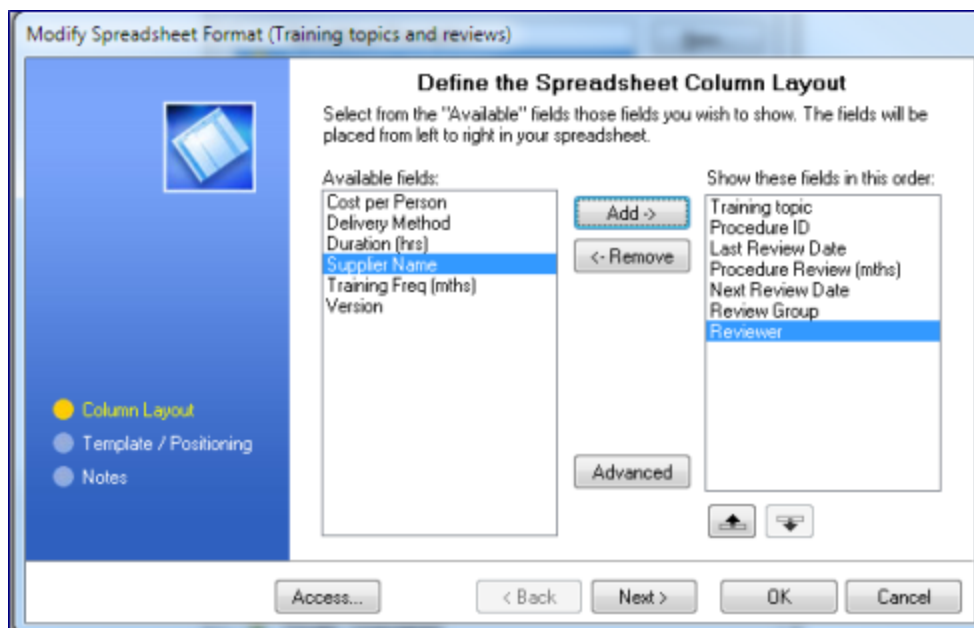 Modify Spreadsheet Format (Training topics and reviews)
Define the Spreadsheet Column Layout
Select from the "Available" fields those fields you wish to show. The fields will be
placed from left to right in your spreadsheet.
Available fields:
Cost per Person
Delivery Method
Duration (hrs)
Supplier Name
Training Freq (mths)
Version
Add ->
<- Remove
Advanced
Show these fields in this order:
Training topic
Procedure ID
Last Review Date
Procedure Review (mths)
Next Review Date
Review Group
Reviewer
Column Layout
Template / Positioning
Notes
Access...
< Back
Next >
OK
Cancel